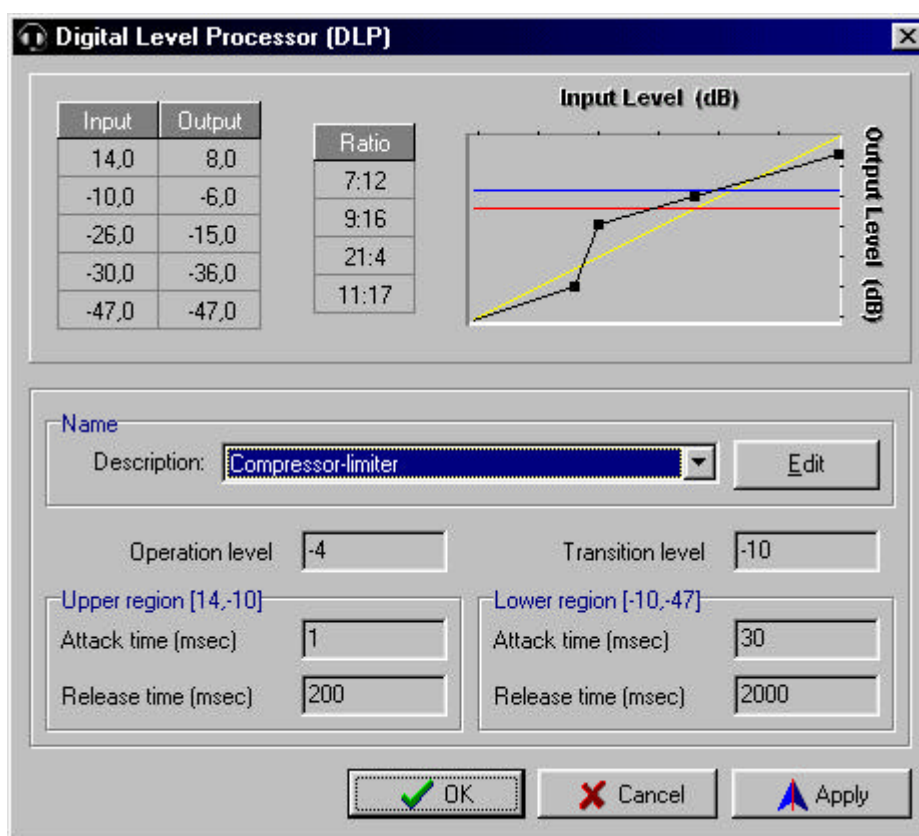 Digital Level Processor (DLP)
Input Level (dB)
Output Level (dB)
Input Output
14,0 8,0
-10,0 -6,0
-26,0 -15,0
-30,0 -36,0
-47,0 -47,0
Ratio
7:12
9:16
21:4
11:17
Name
Description: Compressor-limiter Edit
Operation level -4 Transition level -10
Upper region [14,-10] Lower region [-10,-47]
Attack time (msec) 1 Attack time (msec) 30
Release time (msec) 200 Release time (msec) 2000
OK Cancel Apply